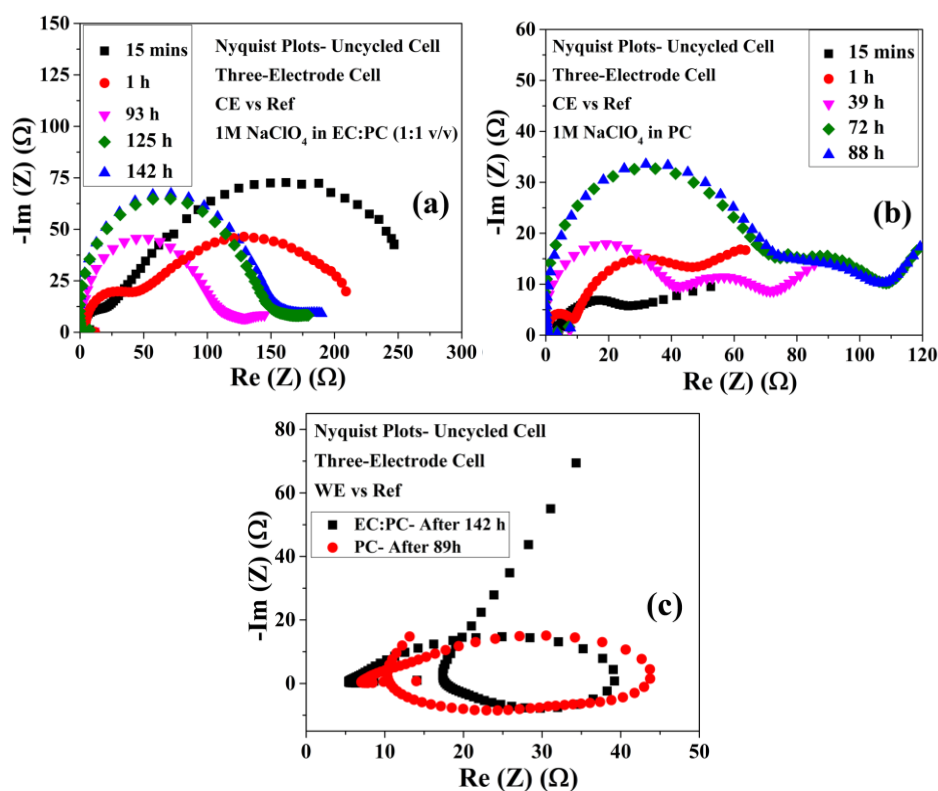 150
125
100
75
50
25
0
-Im (Z) (Ω)
15 mins
1 h
93 h
125 h
142 h
Nyquist Plots- Uncycled Cell
Three-Electrode Cell
CE vs Ref
1M NaClO4 in EC:PC (1:1 v/v)
(a)
0 50 100 150 200 250 300
Re (Z) (Ω)
60
50
40
30
20
10
0
-Im (Z) (Ω)
Nyquist Plots- Uncycled Cell
Three-Electrode Cell
CE vs Ref
1M NaClO4 in PC
15 mins
1 h
39 h
72 h
88 h
(b)
0 20 40 60 80 100 120
Re (Z) (Ω)
80
60
40
20
0
-Im (Z) (Ω)
Nyquist Plots- Uncycled Cell
Three-Electrode Cell
WE vs Ref
EC:PC- After 142 h
PC- After 89h
(c)
0 10 20 30 40 50
Re (Z) (Ω)